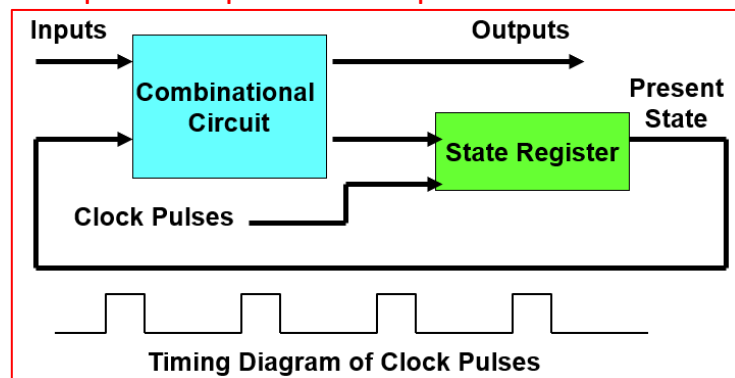 Inputs
Outputs
Combinational
Circuit
Present
State
State Register
Clock Pulses
Timing Diagram of Clock Pulses